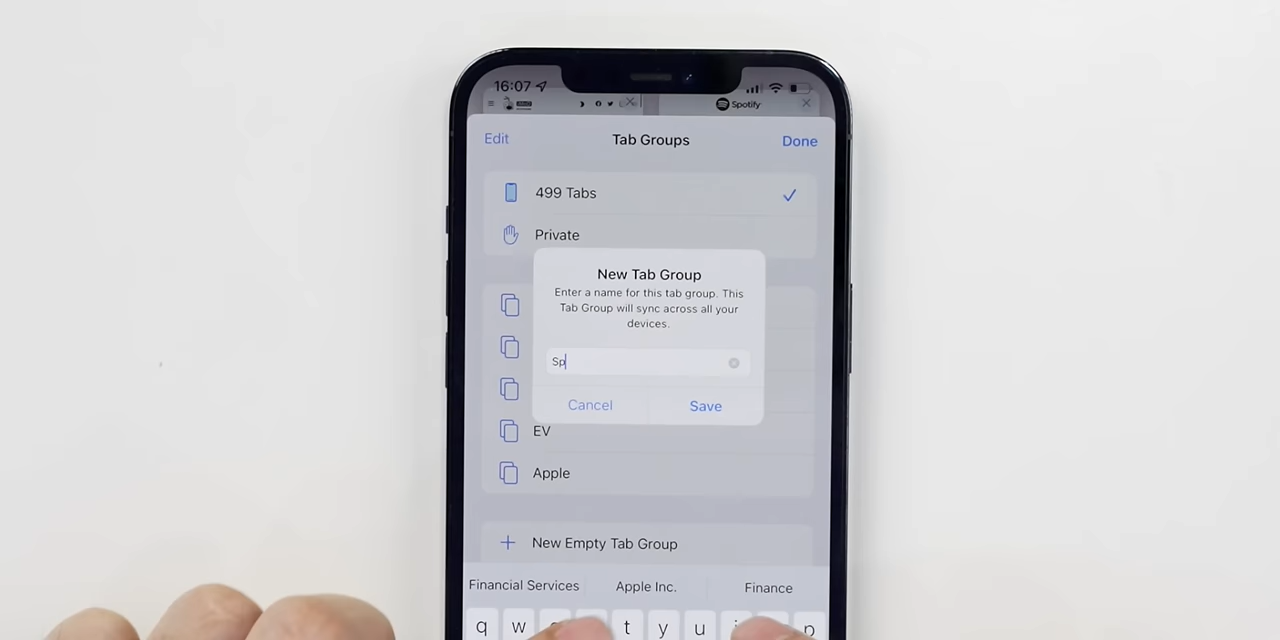 16:07
Spotify
Edit
Tab Groups
Done
499 Tabs
Private
New Tab Group
Enter a name for this tab group. This
Tab Group will sync across all your
devices.
Sp
Cancel
Save
EV
Apple
New Empty Tab Group
Financial Services
Apple Inc.
Finance
q w t y u i p